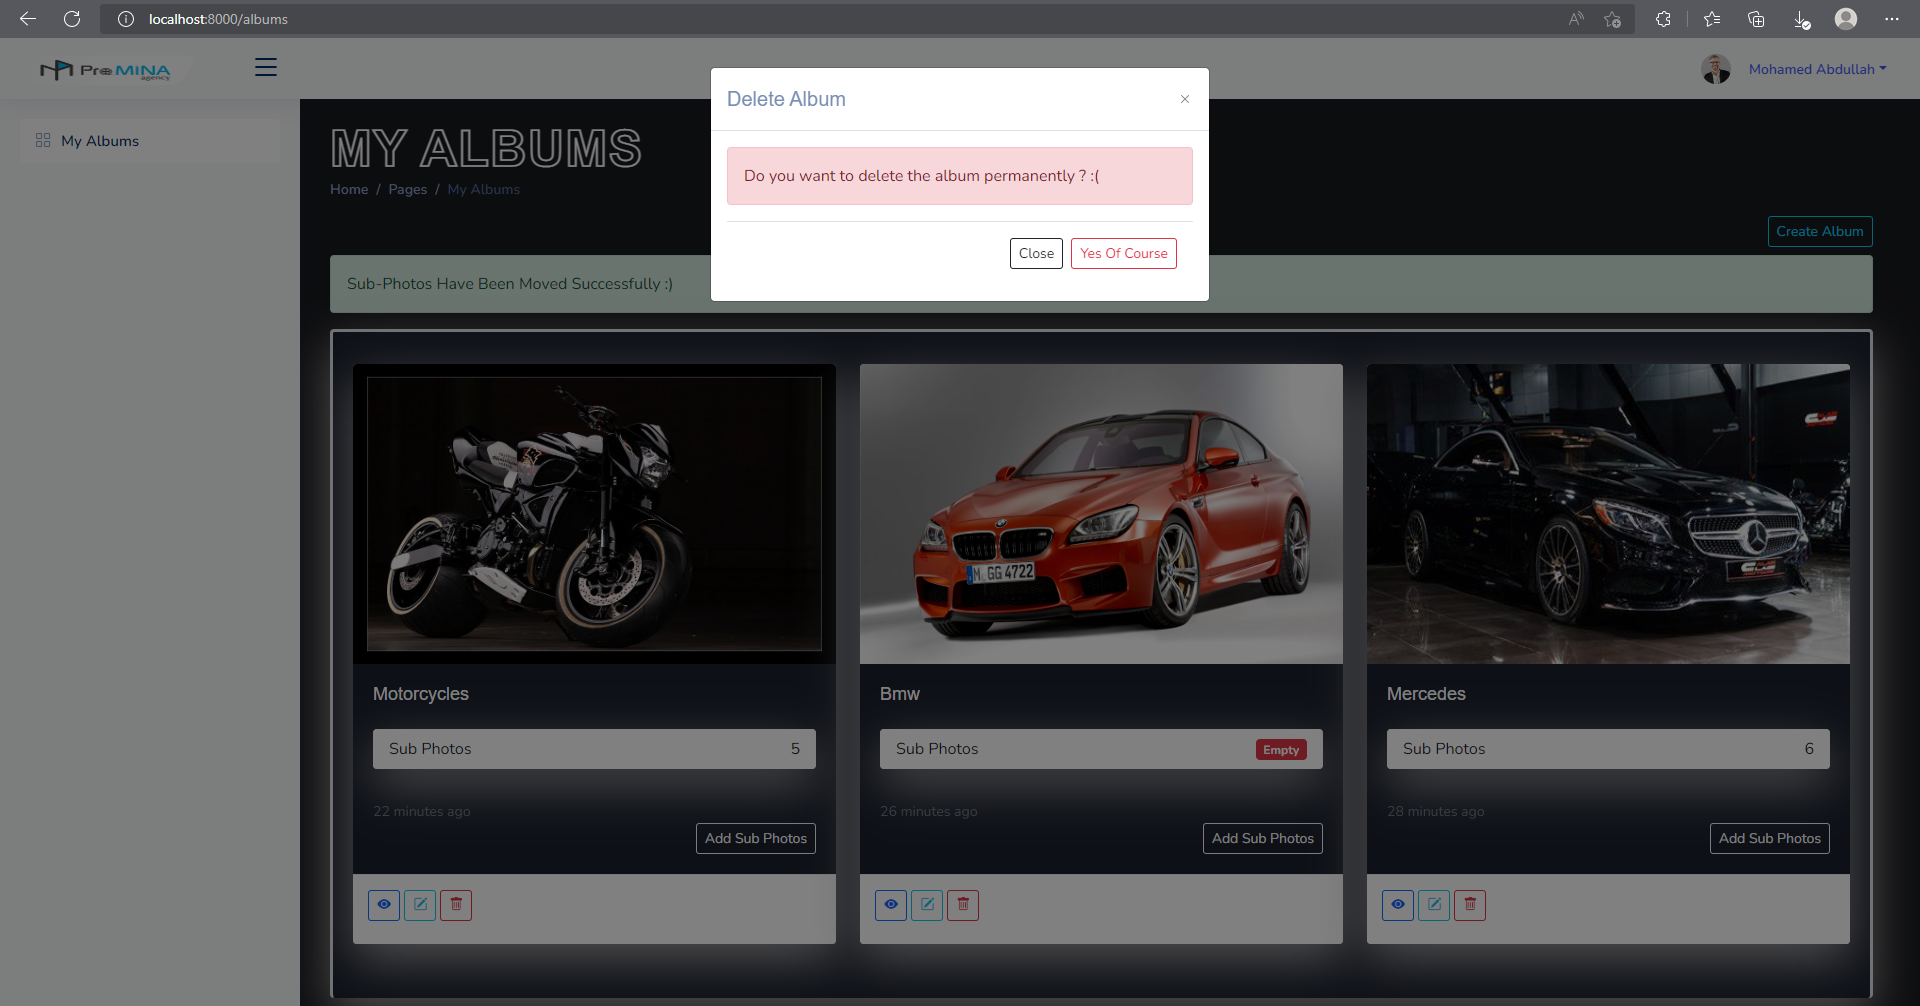 localhost:8000/albums
Pro MINA
agency
Mohamed Abdullah
My Albums
Delete Album
Do you want to delete the album permanently ? :(
Close
Yes Of Course
MY ALBUMS
Home / Pages / My Albums
Create Album
Sub-Photos Have Been Moved Successfully :)
M GG 4722
Motorcycles
Sub Photos 5
22 minutes ago
Add Sub Photos
Bmw
Sub Photos Empty
26 minutes ago
Add Sub Photos
Mercedes
Sub Photos 6
28 minutes ago
Add Sub Photos